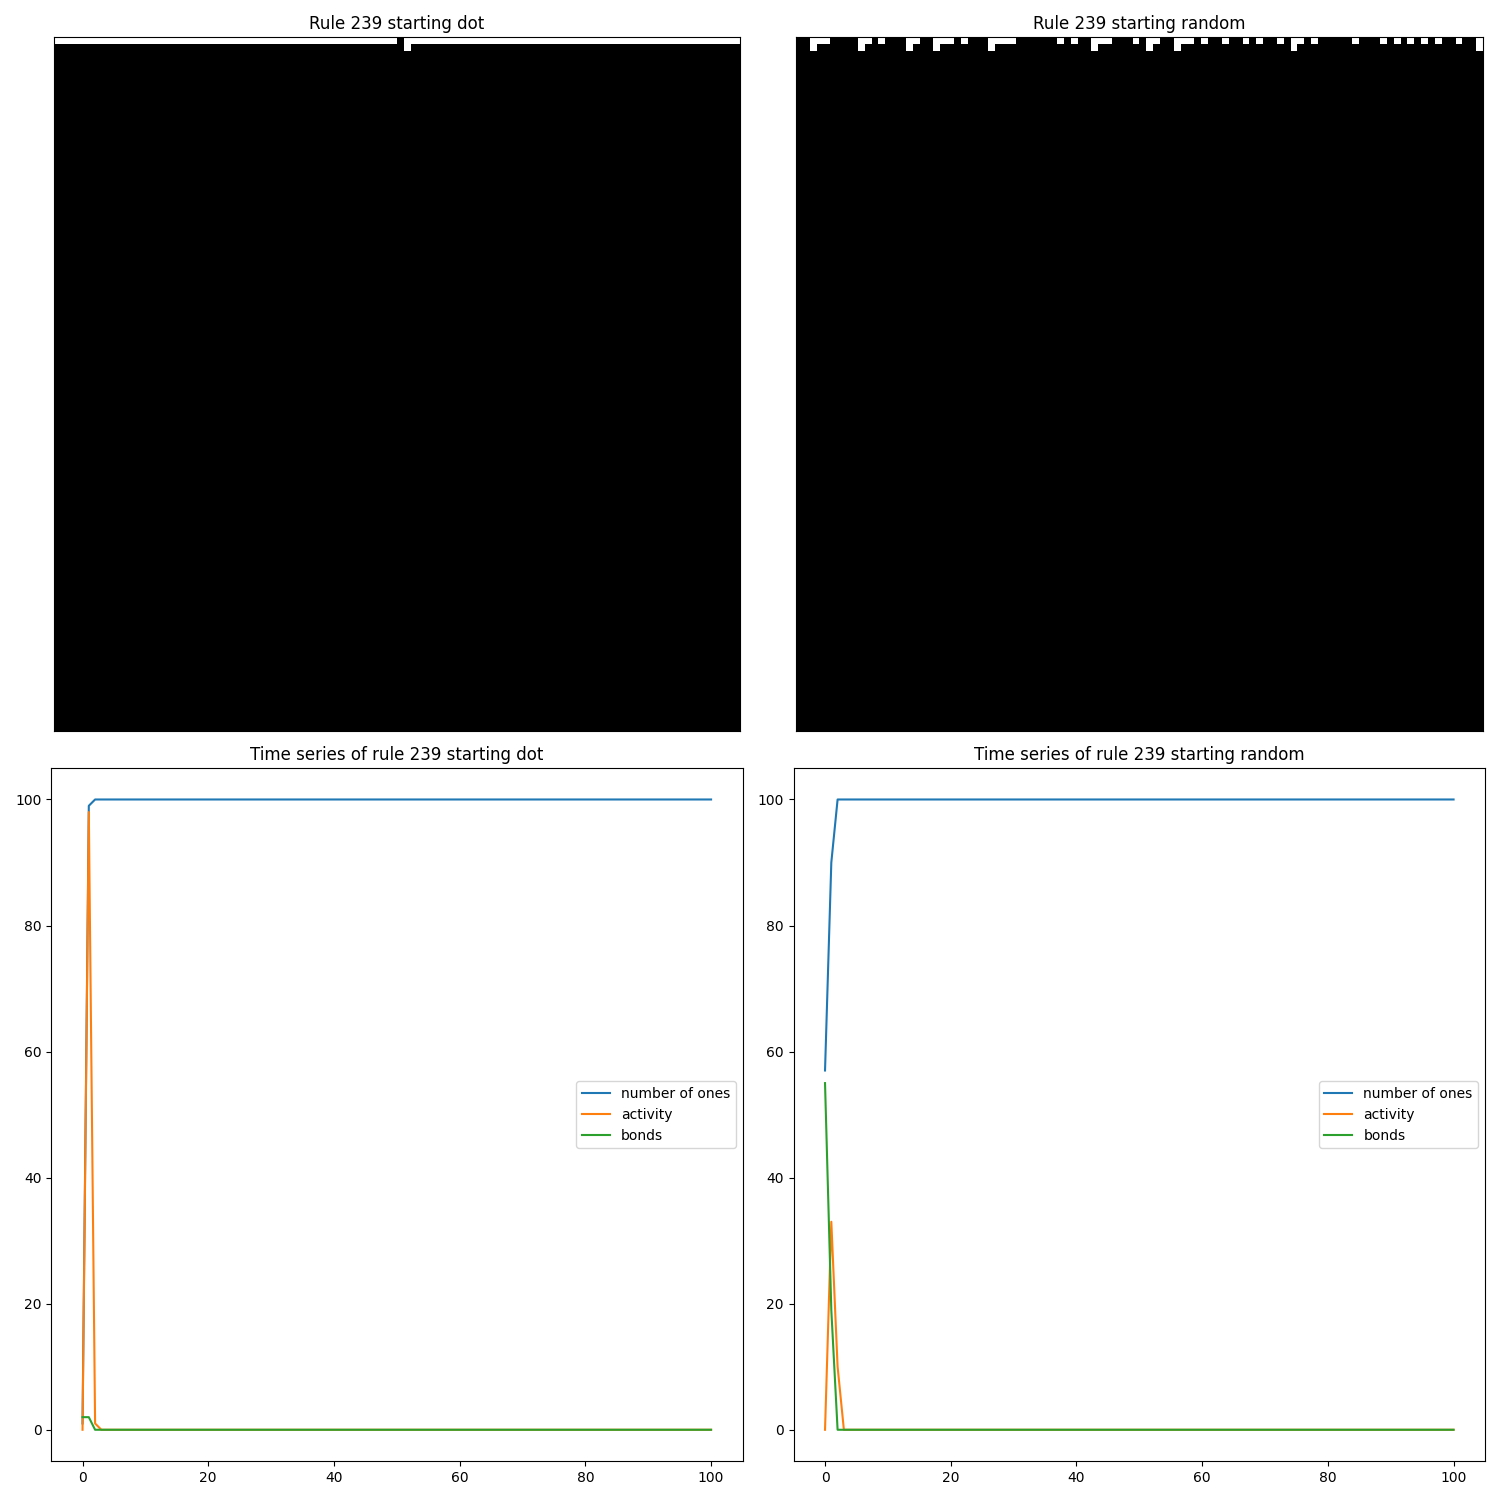 Rule 239 starting dot
Rule 239 starting random
Time series of rule 239 starting dot
100
80
60
40
20
0
number of ones
activity
bonds
0 20 40 60 80 100
Time series of rule 239 starting random
100
80
60
40
20
0
number of ones
activity
bonds
0 20 40 60 80 100